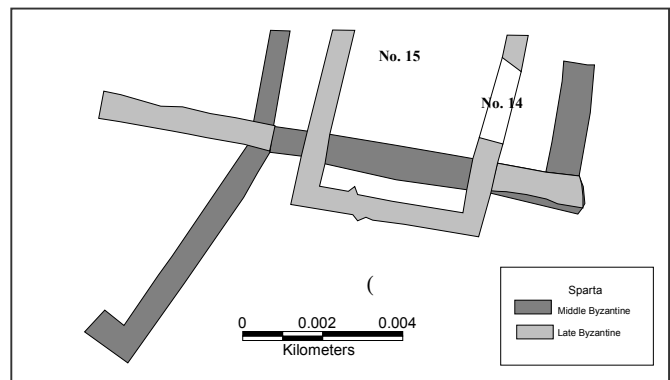 No. 15
No. 14
(
0 0.002 0.004
Kilometers
Sparta
Middle Byzantine
Late Byzantine